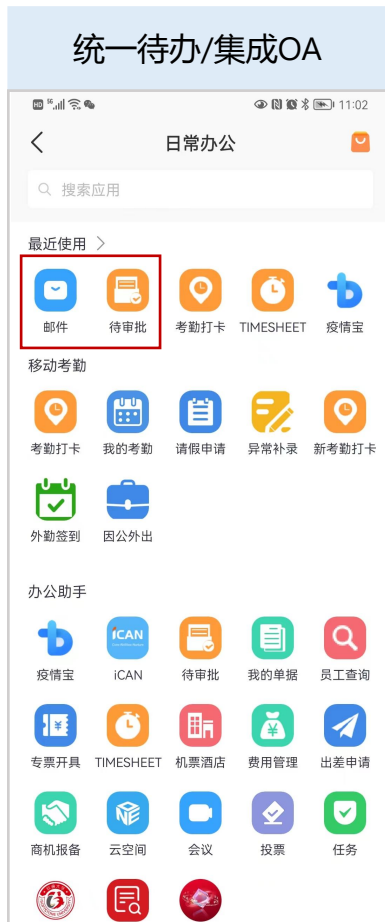 统一待办/集成OA
11:02
日常办公
搜索应用
最近使用 >
邮件 待审批 考勤打卡 TIMESHEET 疫情宝
移动考勤
考勤打卡 我的考勤 请假申请 异常补录 新考勤打卡
外勤签到 因公外出
办公助手
iCAN
疫情宝 iCAN 待审批 我的单据 员工查询
专票开具 TIMESHEET 机票酒店 费用管理 出差申请
商机报备 云空间 会议 投票 任务